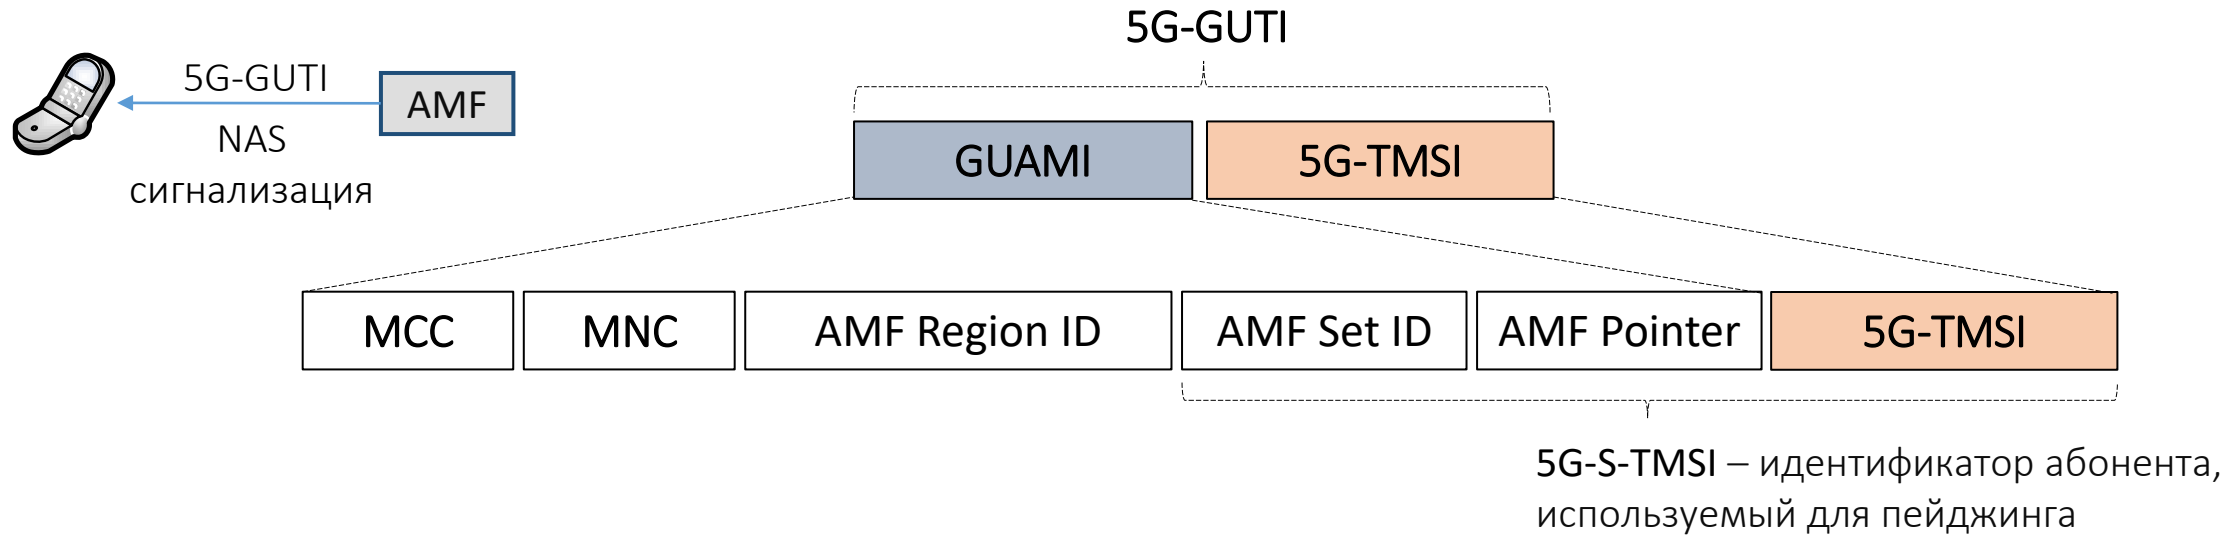 5G-GUTI
5G-GUTI
AMF
NAS
сигнализация
GUAMI
5G-TMSI
MCC
MNC
AMF Region ID
AMF Set ID
AMF Pointer
5G-TMSI
5G-S-TMSI – идентификатор абонента,
используемый для пейджинга